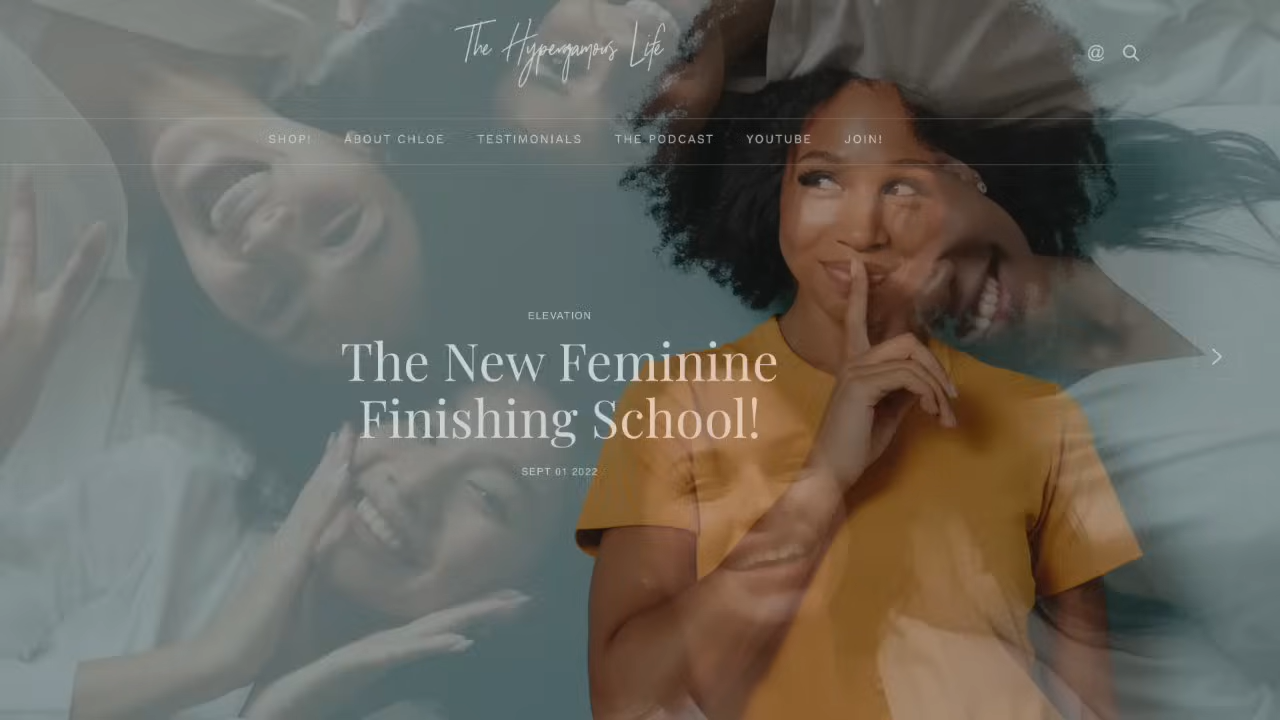 The Hypergamous Life
@
SHOP! ABOUT CHLOE TESTIMONIALS THE PODCAST YOUTUBE JOIN!
ELEVATION
The New Feminine
Finishing School!
SEPT 01 2022